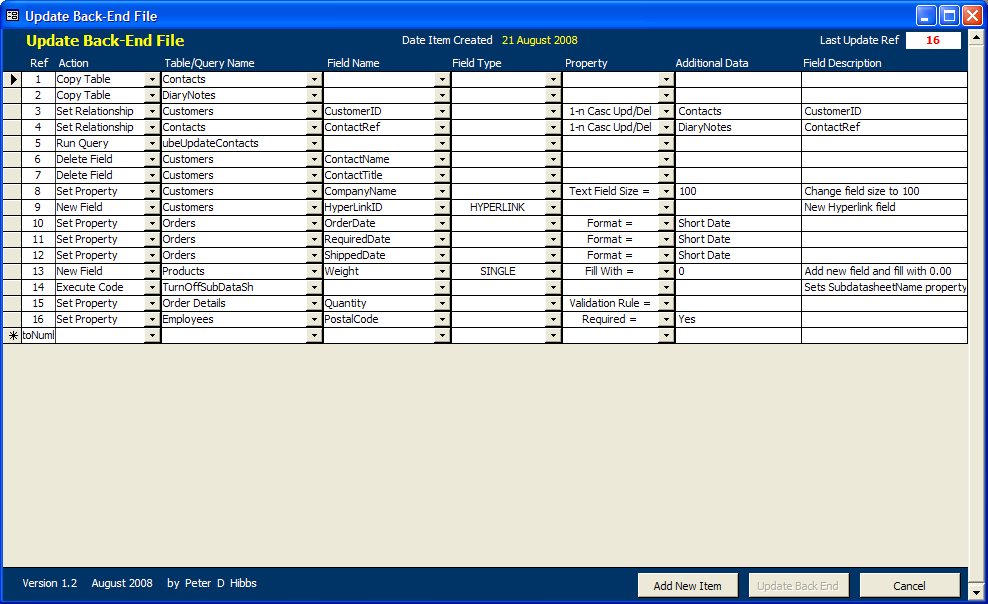 Update Back-End File
Update Back-End File Date Item Created 21 August 2008 Last Update Ref 16
Ref Action Table/Query Name Field Name Field Type Property Additional Data Field Description
1 Copy Table Contacts
2 Copy Table DiaryNotes
3 Set Relationship Customers CustomerID 1-n Casc Upd/Del Contacts CustomerID
4 Set Relationship Contacts ContactRef 1-n Casc Upd/Del DiaryNotes ContactRef
5 Run Query ubeUpdateContacts
6 Delete Field Customers ContactName
7 Delete Field Customers ContactTitle
8 Set Property Customers CompanyName Text Field Size = 100 Change field size to 100
9 New Field Customers HyperLinkID HYPERLINK New Hyperlink field
10 Set Property Orders OrderDate Format = Short Date
11 Set Property Orders RequiredDate Format = Short Date
12 Set Property Orders ShippedDate Format = Short Date
13 New Field Products Weight SINGLE Fill With = 0 Add new field and fill with 0.00
14 Execute Code TurnOffSubDataSh Sets SubdatasheetName property
15 Set Property Order Details Quantity Validation Rule =
16 Set Property Employees PostalCode Required = Yes
toNuml
Version 1.2 August 2008 by Peter D Hibbs Add New Item Update Back End Cancel